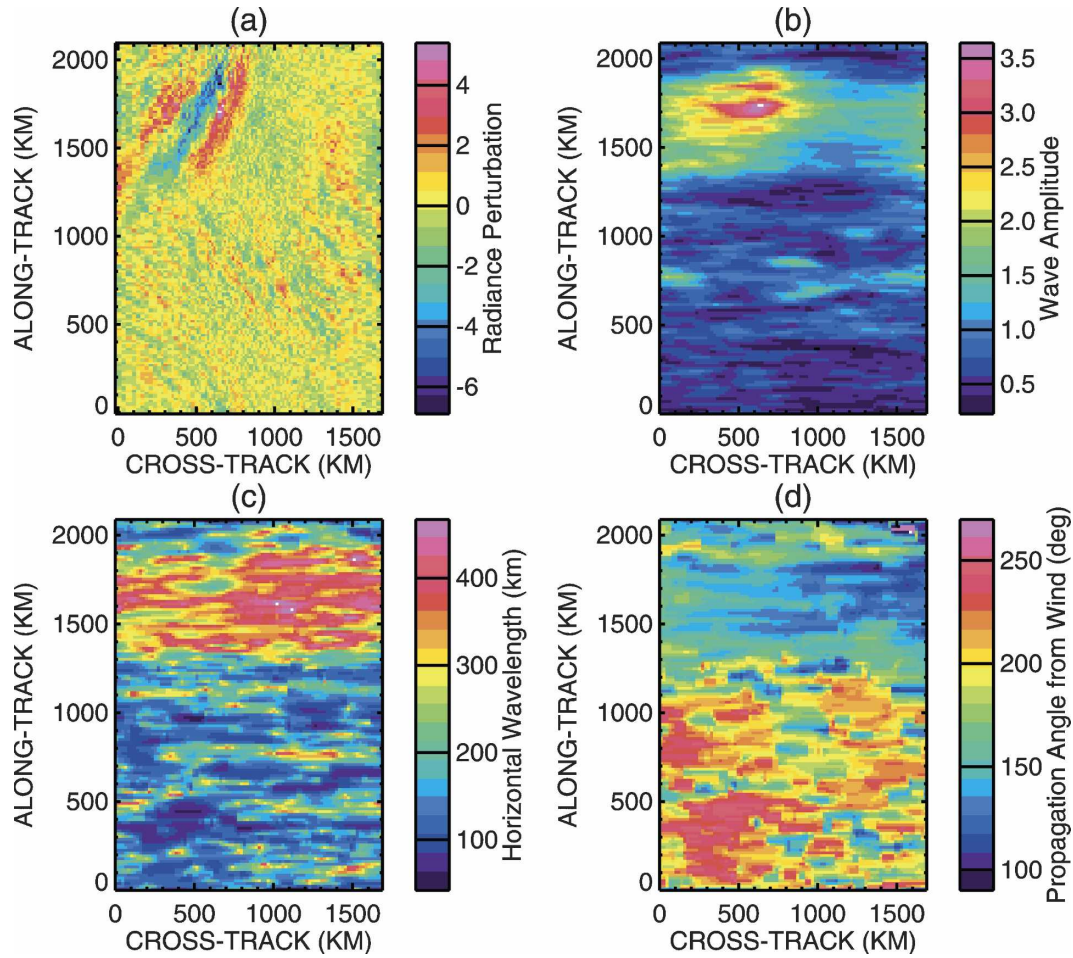 (a)
2000
1500
1000
500
0
ALONG-TRACK (KM)
0 500 1000 1500
CROSS-TRACK (KM)
4
2
0
-2
-4
-6
Radiance Perturbation
(b)
2000
1500
1000
500
0
ALONG-TRACK (KM)
0 500 1000 1500
CROSS-TRACK (KM)
3.5
3.0
2.5
2.0
1.5
1.0
0.5
Wave Amplitude
(c)
2000
1500
1000
500
0
ALONG-TRACK (KM)
0 500 1000 1500
CROSS-TRACK (KM)
400
300
200
100
Horizontal Wavelength (km)
(d)
2000
1500
1000
500
0
ALONG-TRACK (KM)
0 500 1000 1500
CROSS-TRACK (KM)
250
200
150
100
Propagation Angle from Wind (deg)